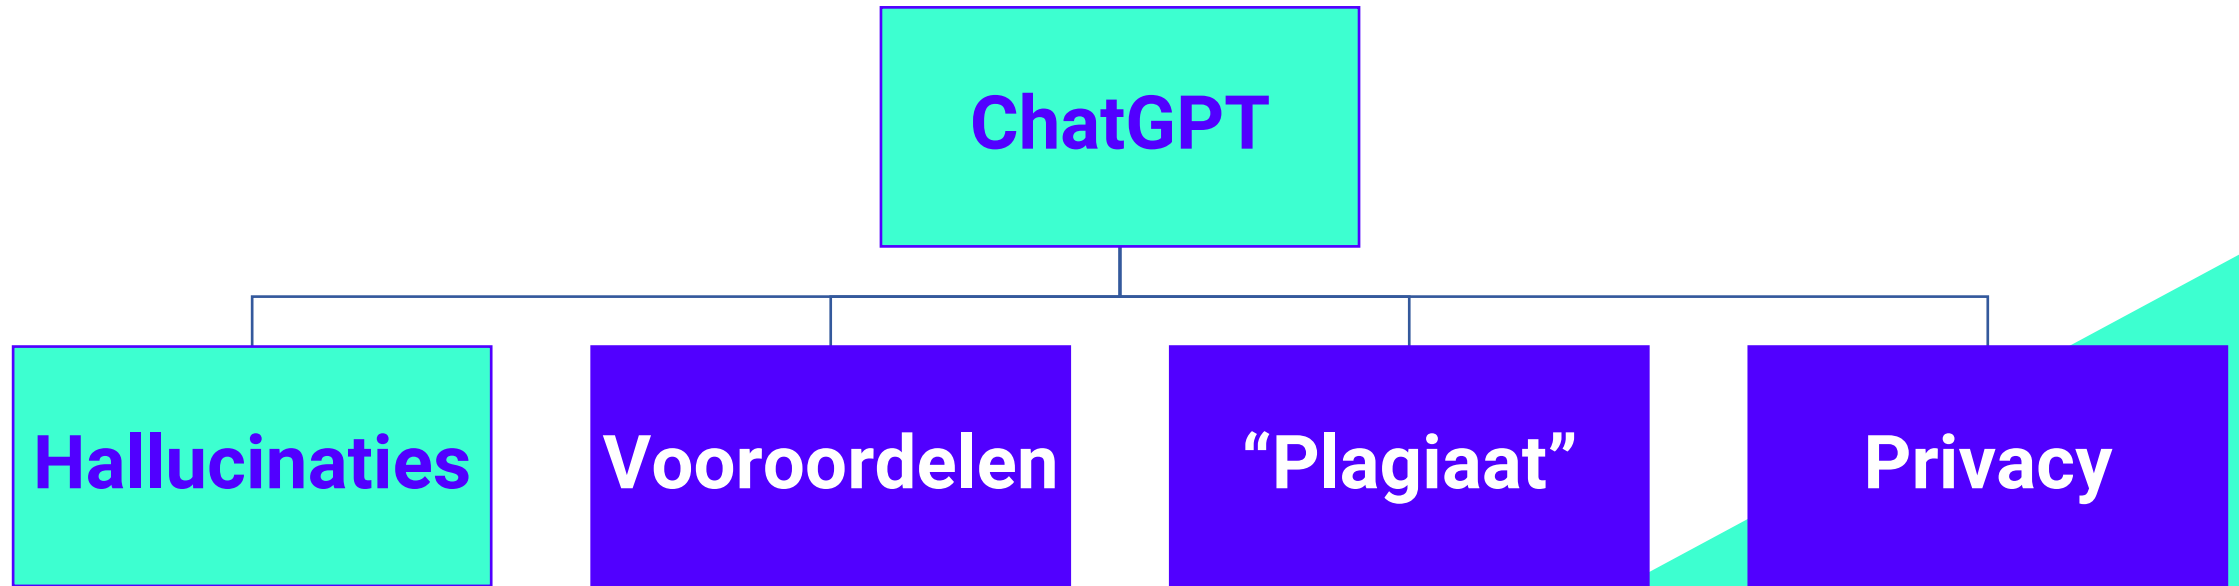 ChatGPT
Hallucinaties
Vooroordelen
“Plagiaat”
Privacy